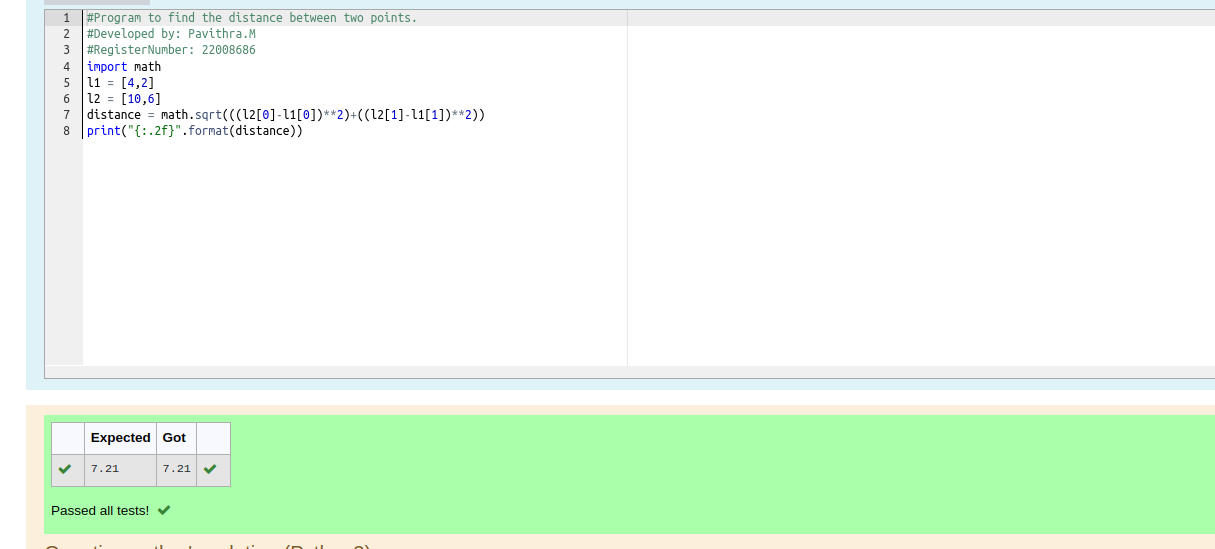 1 #Program to find the distance between two points.
2 #Developed by: Pavithra.M
3 #RegisterNumber: 22008686
4 import math
5 l1 = [4,2]
6 l2 = [10,6]
7 distance = math.sqrt(((l2[0]-l1[0])**2)+((l2[1]-l1[1])**2))
8 print("{:.2f}".format(distance))
Expected Got
7.21 7.21
Passed all tests!